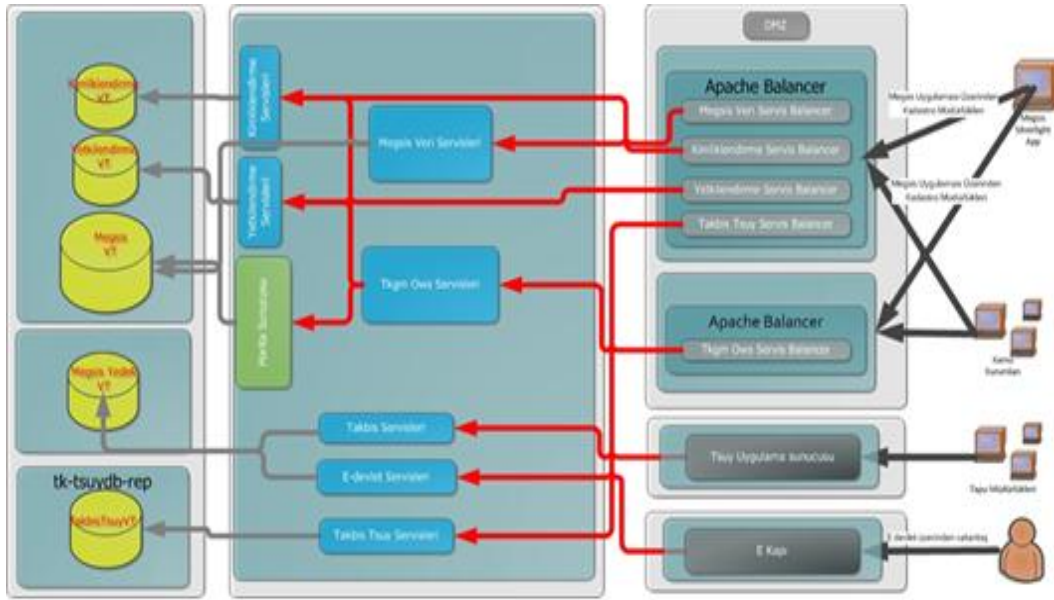 Kimliklendirme
VT
Yetkilendirme
VT
Megsis
VT
Megsis Yedek
VT
tk-tsuydb-rep
TakbisTsuyVT
Kimliklendirme
Servisleri
Yetkilendirme
Servisleri
Harita Sunucusu
Megsis Veri Servisleri
Tkgm Ows Servisleri
Takbis Servisleri
E-devlet Servisleri
Takbis Tsuy Servisleri
DMZ
Apache Balancer
Megsis Veri Servis Balancer
Kimliklendirme Servis Balancer
Yetkilendirme Servis Balancer
Takbis Tsuy Servis Balancer
Apache Balancer
Tkgm Ows Servis Balancer
Tsuy Uygulama sunucusu
E Kapı
Megsis Uygulaması Üzerinden
Kadastro Müdürlükleri
Megsis Uygulaması Üzerinden
Kadastro Müdürlükleri
Megsis
Silverlight
App
Kamu
Kurumları
Tapu Müdürlükleri
E devlet üzerinden vatandaş